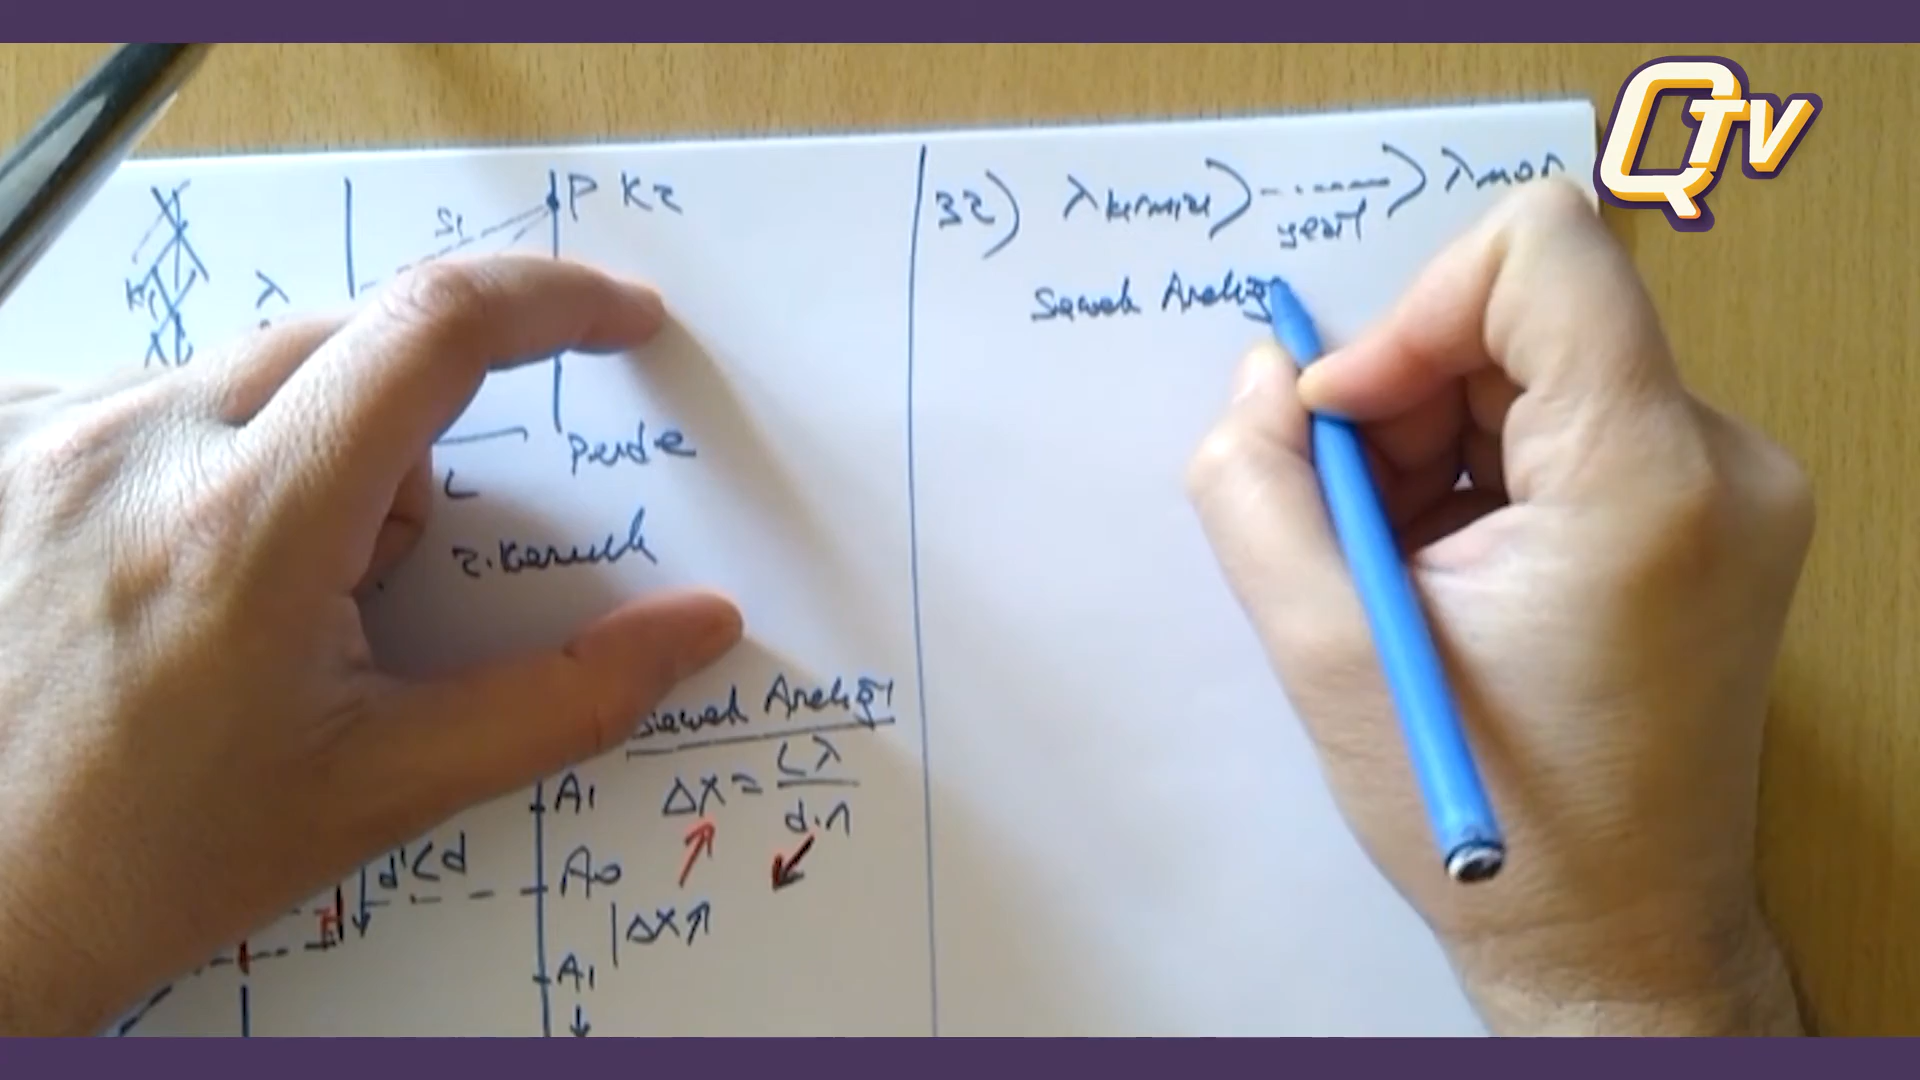 QTV
S1
P K2
λ
Perde
L
2. Karanlık
Saçak Aralığı
Δx = Lλ / d.n
A1
d' < d
A0
Δx ↑
A1
32) λkırmızı > ...... > λmor
yeşil
Saçak Aralığ